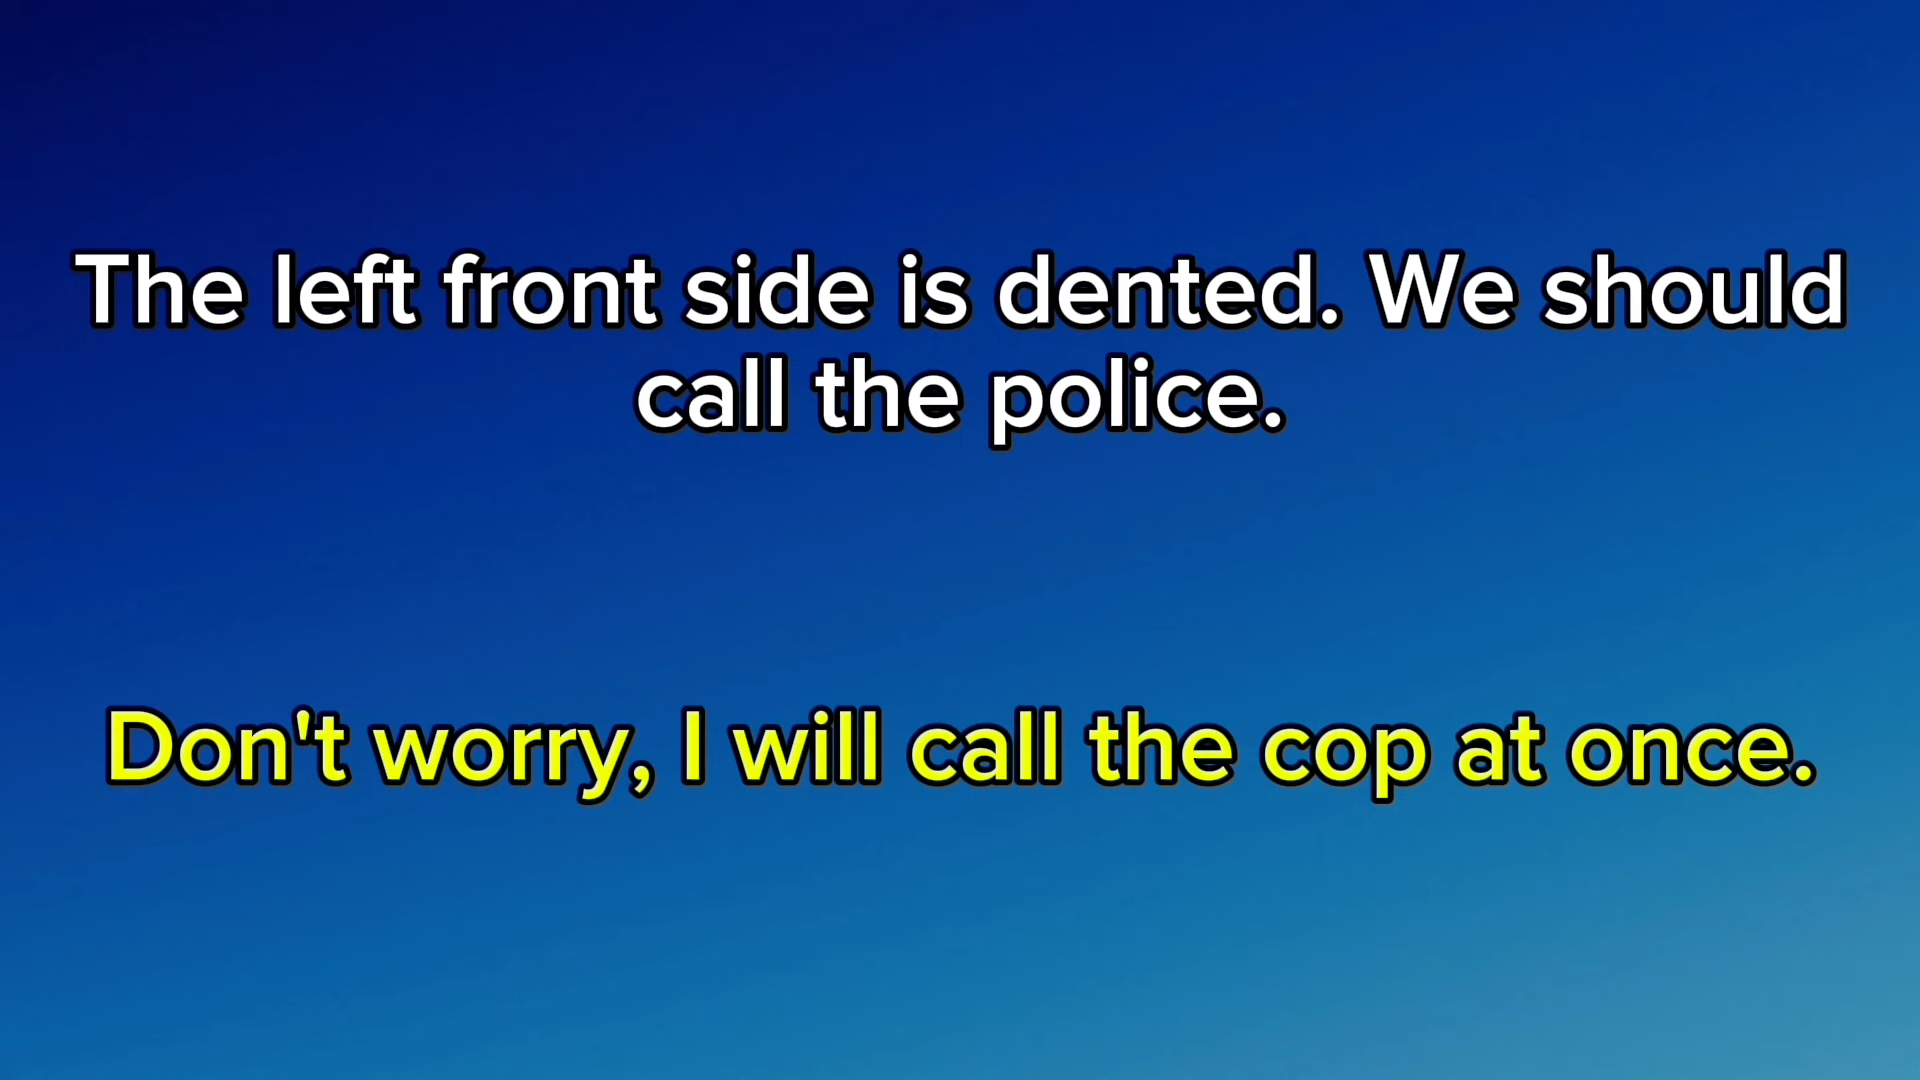 The left front side is dented. We should
call the police.
Don't worry, I will call the cop at once.